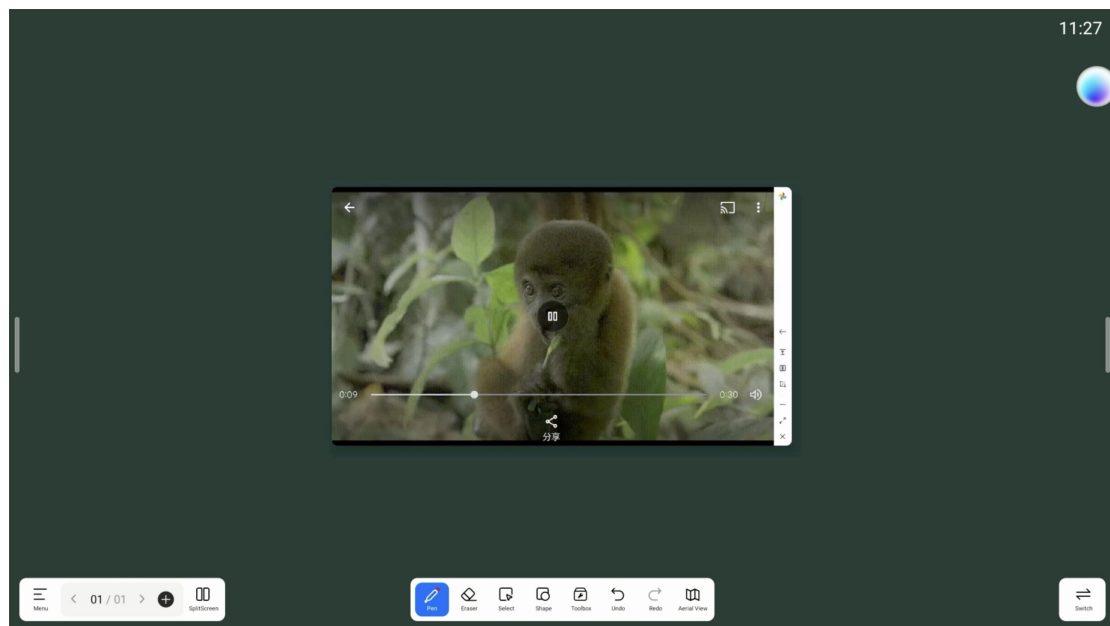 11:27
0:09
0:30
分享
Menu
01 / 01
SplitScreen
Pen
Eraser
Select
Shape
Toolbox
Undo
Redo
Aerial View
Switch